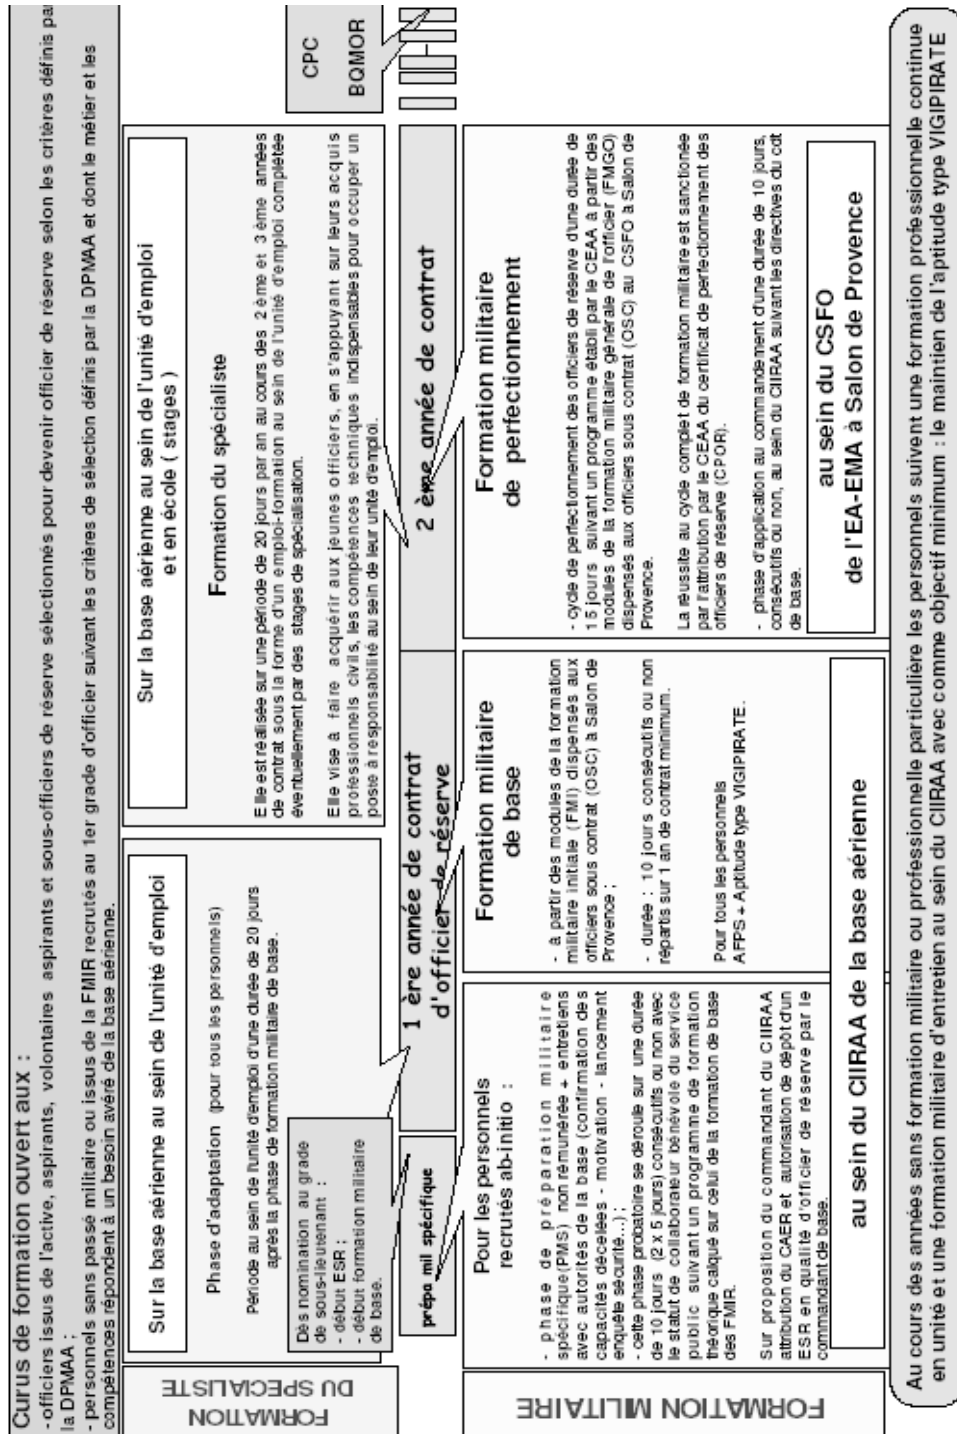 Curus de formation ouvert aux :
- officiers issus de l'active, aspirants, volontaires aspirants et sous-officiers de réserve sélectionnés pour devenir officier de réserve selon les critères définis par
la DPMAA ;
- personnels sans passé militaire ou issus de la FMIR recrutés au 1er grade d'officier suivant les critères de sélection définis par la DPMAA et dont le métier et les
compétences répondent à un besoin avéré de la base aérienne.
FORMATION
DU SPECIALISTE
Sur la base aérienne au sein de l'unité d'emploi
Phase d'adaptation (pour tous les personnels)
Période au sein de l'unité d'emploi d'une durée de 20 jours
après la phase de formation militaire de base.
Dès nomination au grade
de sous-lieutenant :
- début ESR ;
- début formation militaire
de base.
Sur la base aérienne au sein de l'unité d'emploi
et en école ( stages )
Formation du spécialiste
Elle est réalisée sur une période de 20 jours par an au cours des 2 ème et 3 ème années
de contrat sous la forme d'un emploi-formation au sein de l'unité d'emploi complétée
éventuellement par des stages de spécialisation.
Elle vise à faire acquérir aux jeunes officiers, en s'appuyant sur leurs acquis
professionnels civils, les compétences techniques indispensables pour occuper un
poste à responsabilité au sein de leur unité d'emploi.
CPC
BQMOR
prépa mil spécifique
1 ère année de contrat
d'officier de réserve
2 ème année de contrat
FORMATION MILITAIRE
Pour les personnels
recrutés ab-initio :
- phase de préparation militaire
spécifique(PMS) non rémunérée + entretiens
avec autorités de la base (confirmation des
capacités décelées - motivation - lancement
enquête sécurité...) ;
- cette phase probatoire se déroule sur une durée
de 10 jours (2 X 5 jours) consécutifs ou non avec
le statut de collaborateur bénévole du service
public suivant un programme de formation
théorique calqué sur celui de la formation de base
des FMIR.
Sur proposition du commandant du CIIRAA
attribution du CAER et autorisation de dépôt d'un
ESR en qualité d'officier de réserve par le
commandant de base.
Formation militaire
de base
- à partir des modules de la formation
militaire initiale (FMI) dispensés aux
officiers sous contrat (OSC) à Salon de
Provence ;
- durée : 10 jours consécutifs ou non
répartis sur 1 an de contrat minimum.
Pour tous les personnels
AFPS + Aptitude type VIGIPIRATE.
au sein du CIIRAA de la base aérienne
Formation militaire
de perfectionnement
- cycle de perfectionnement des officiers de réserve d'une durée de
15 jours suivant un programme établi par le CEAA à partir des
modules de la formation militaire générale de l'officier (FMGO)
dispensés aux officiers sous contrat (OSC) au CSFO à Salon de
Provence.
La réussite au cycle complet de formation militaire est sanctionée
par l'attribution par le CEAA du certificat de perfectionnement des
officiers de réserve (CPOR).
- phase d'application au commandement d'une durée de 10 jours,
consécutifs ou non, au sein du CIIRAA suivant les directives du cdt
de base.
au sein du CSFO
de l'EA-EMA à Salon de Provence
Au cours des années sans formation militaire ou professionnelle particulière les personnels suivent une formation professionnelle continue
en unité et une formation militaire d'entretien au sein du CIIRAA avec comme objectif minimum : le maintien de l'aptitude type VIGIPIRATE